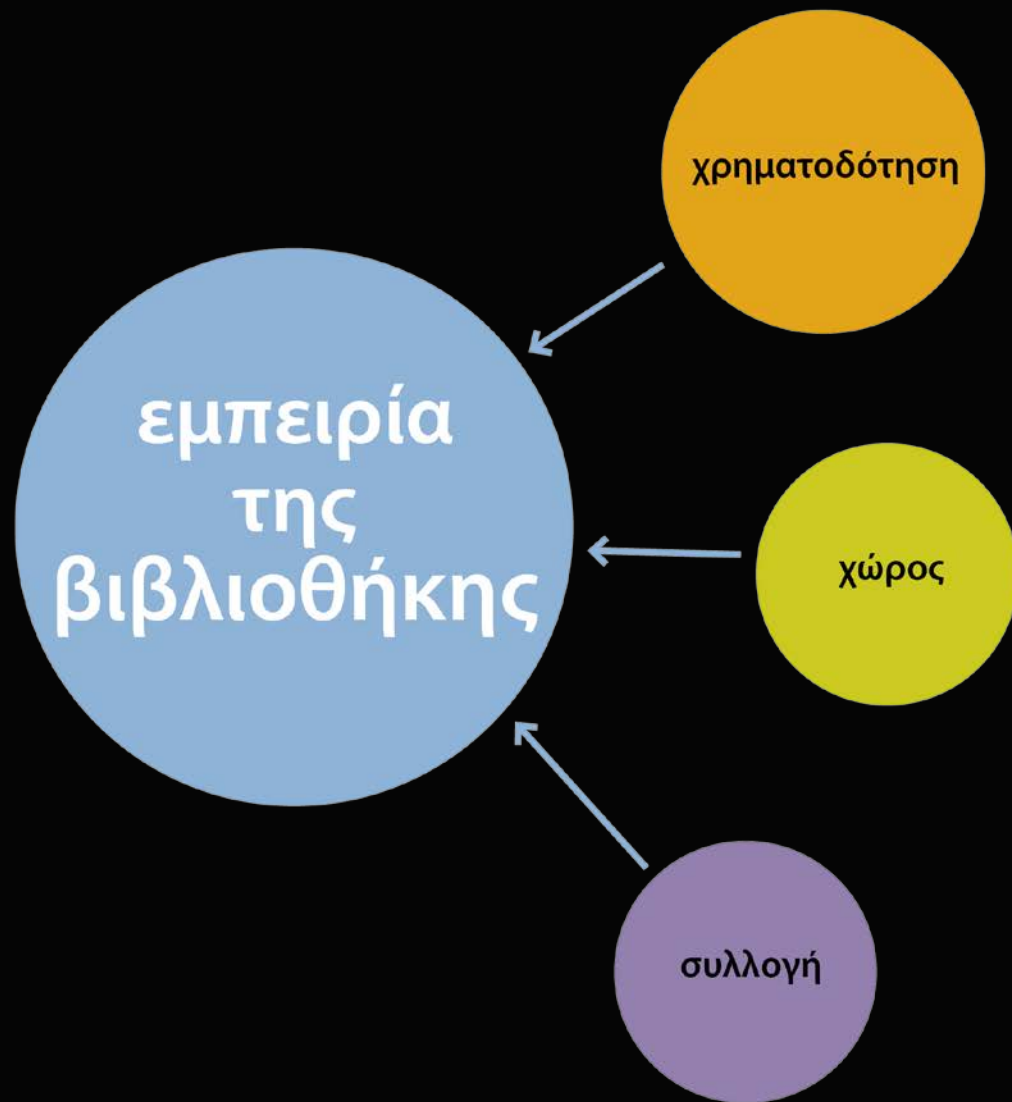 χρηματοδότηση
εμπειρία
της
βιβλιοθήκης
χώρος
συλλογή